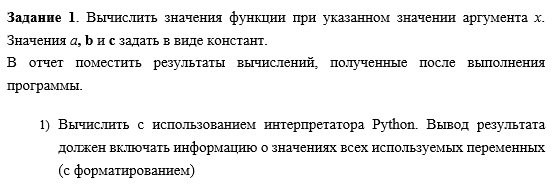 Задание 1. Вычислить значения функции при указанном значении аргумента x.
Значения a, b и c задать в виде констант.
В отчет поместить результаты вычислений, полученные после выполнения
программы.
1) Вычислить с использованием интерпретатора Python. Вывод результата
должен включать информацию о значениях всех используемых переменных
(с форматированием)